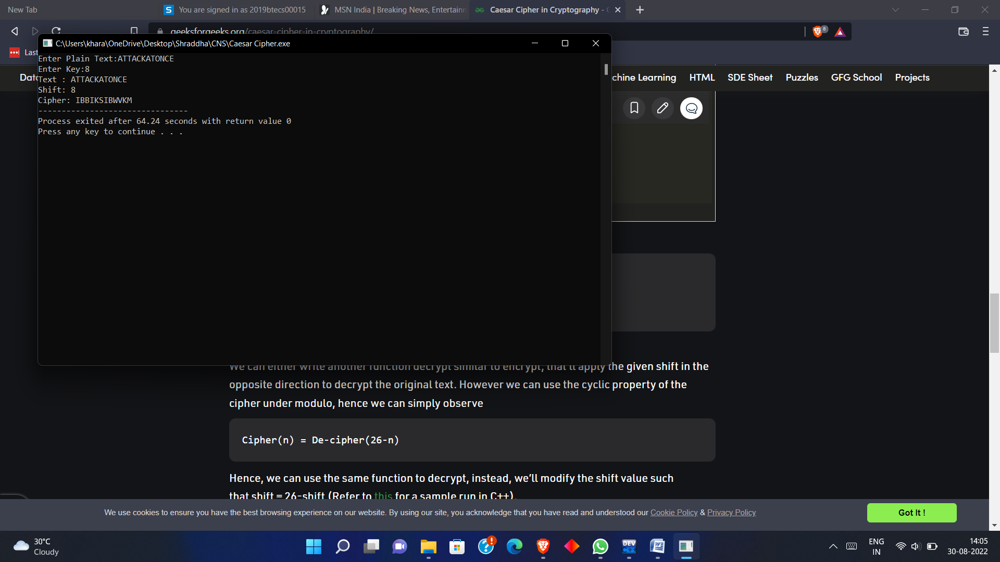 New Tab
You are signed in as 2019btecs00015
MSN India | Breaking News, Entertainn
Caesar Cipher in Cryptography -
geeksforgeeks.org/caesar-cipher-in-cryptography/
8
Last
C:\Users\khara\OneDrive\Desktop\Shraddha\CNS\Caesar Cipher.exe
Enter Plain Text:ATTACKATONCE
Enter Key:8
Text : ATTACKATONCE
Shift: 8
Cipher: IBBIKSIBWVKM
--------------------------------
Process exited after 64.24 seconds with return value 0
Press any key to continue . . .
Data
chine Learning
HTML
SDE Sheet
Puzzles
GFG School
Projects
We can either write another function decrypt similar to encrypt, that'll apply the given shift in the
opposite direction to decrypt the original text. However we can use the cyclic property of the
cipher under modulo, hence we can simply observe
Cipher(n) = De-cipher(26-n)
Hence, we can use the same function to decrypt, instead, we’ll modify the shift value such
that shift = 26-shift (Refer to this for a sample run in C++).
We use cookies to ensure you have the best browsing experience on our website. By using our site, you acknowledge that you have read and understood our Cookie Policy & Privacy Policy
Got It !
30°C
Cloudy
DEV
C++
ENG
IN
14:05
30-08-2022